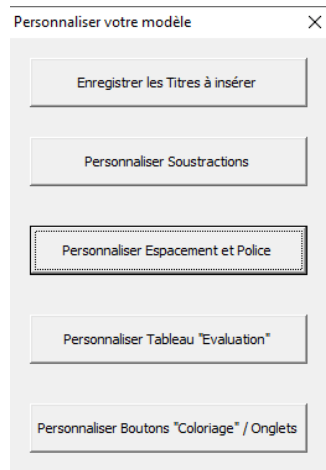 Personnaliser votre modèle
Enregistrer les Titres à insérer
Personnaliser Soustractions
Personnaliser Espacement et Police
Personnaliser Tableau "Evaluation"
Personnaliser Boutons "Coloriage" / Onglets